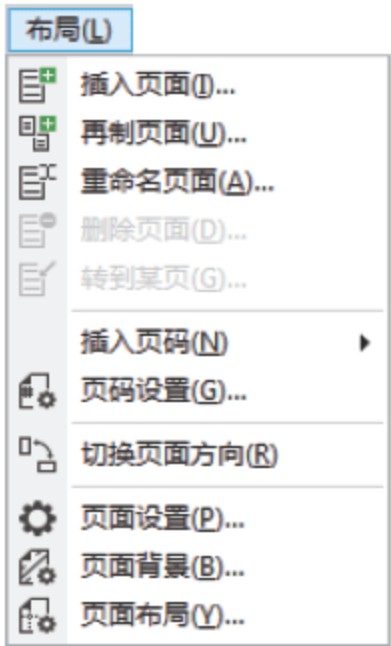 布局(L)
插入页面(I)...
再制页面(U)...
重命名页面(A)...
删除页面(D)...
转到某页(G)...
插入页码(N)
页码设置(G)...
切换页面方向(R)
页面设置(P)...
页面背景(B)...
页面布局(Y)...